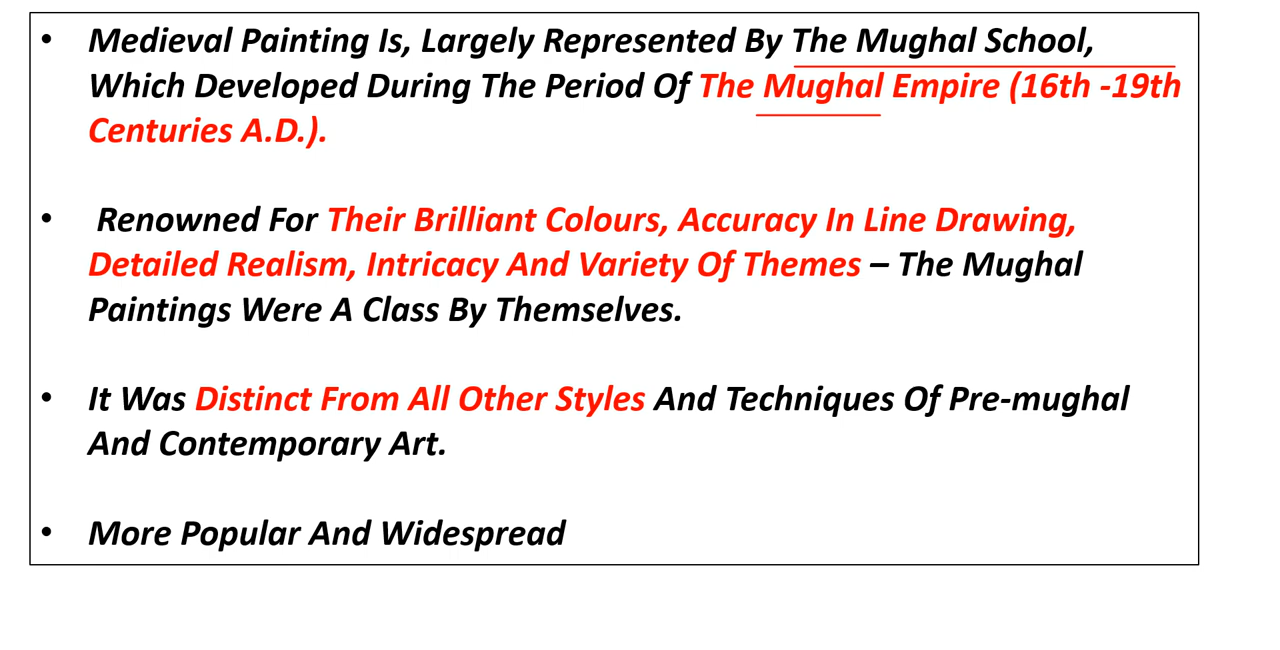 • Medieval Painting Is, Largely Represented By The Mughal School,
Which Developed During The Period Of The Mughal Empire (16th -19th
Centuries A.D.).
• Renowned For Their Brilliant Colours, Accuracy In Line Drawing,
Detailed Realism, Intricacy And Variety Of Themes – The Mughal
Paintings Were A Class By Themselves.
• It Was Distinct From All Other Styles And Techniques Of Pre-mughal
And Contemporary Art.
• More Popular And Widespread